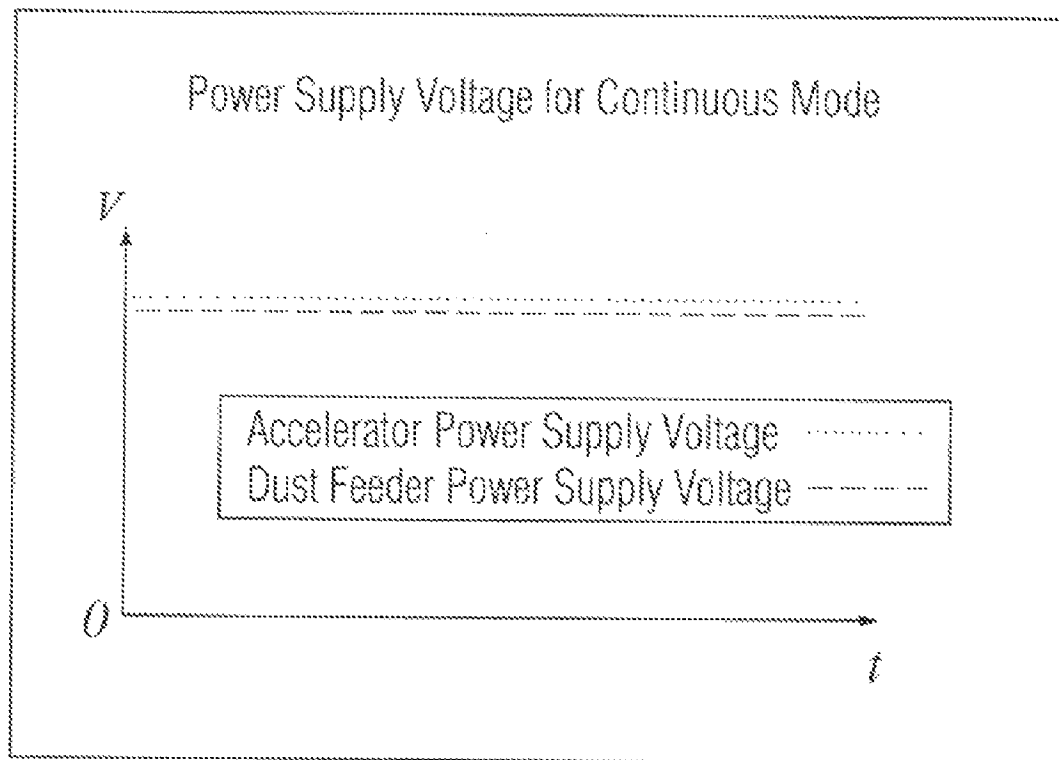 Power Supply Voltage for Continuous Mode
V
Accelerator Power Supply Voltage
Dust Feeder Power Supply Voltage
0
t